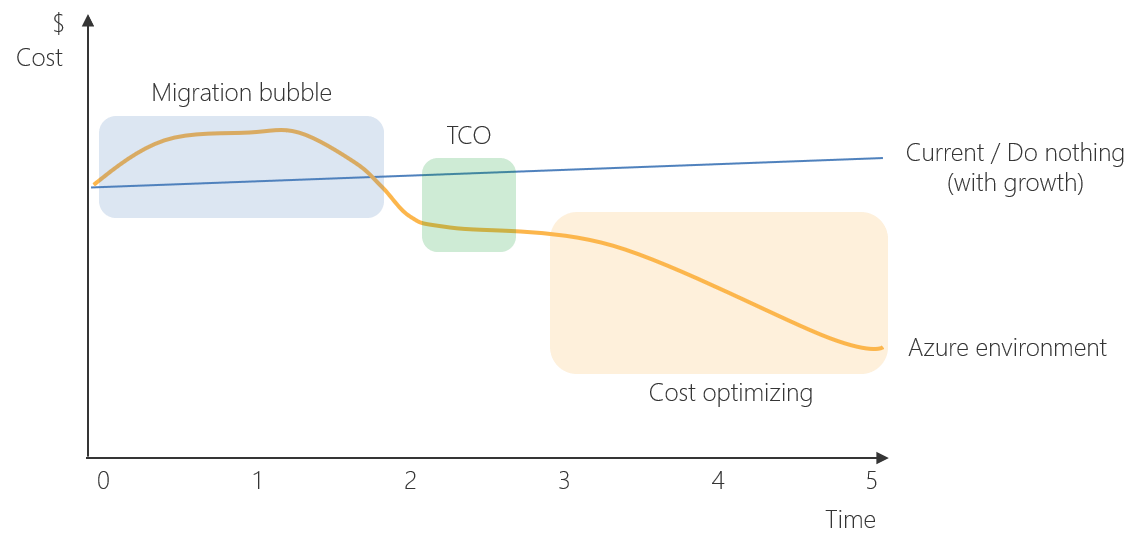 $
Cost
Migration bubble
TCO
Current / Do nothing
(with growth)
Azure environment
Cost optimizing
0 1 2 3 4 5
Time